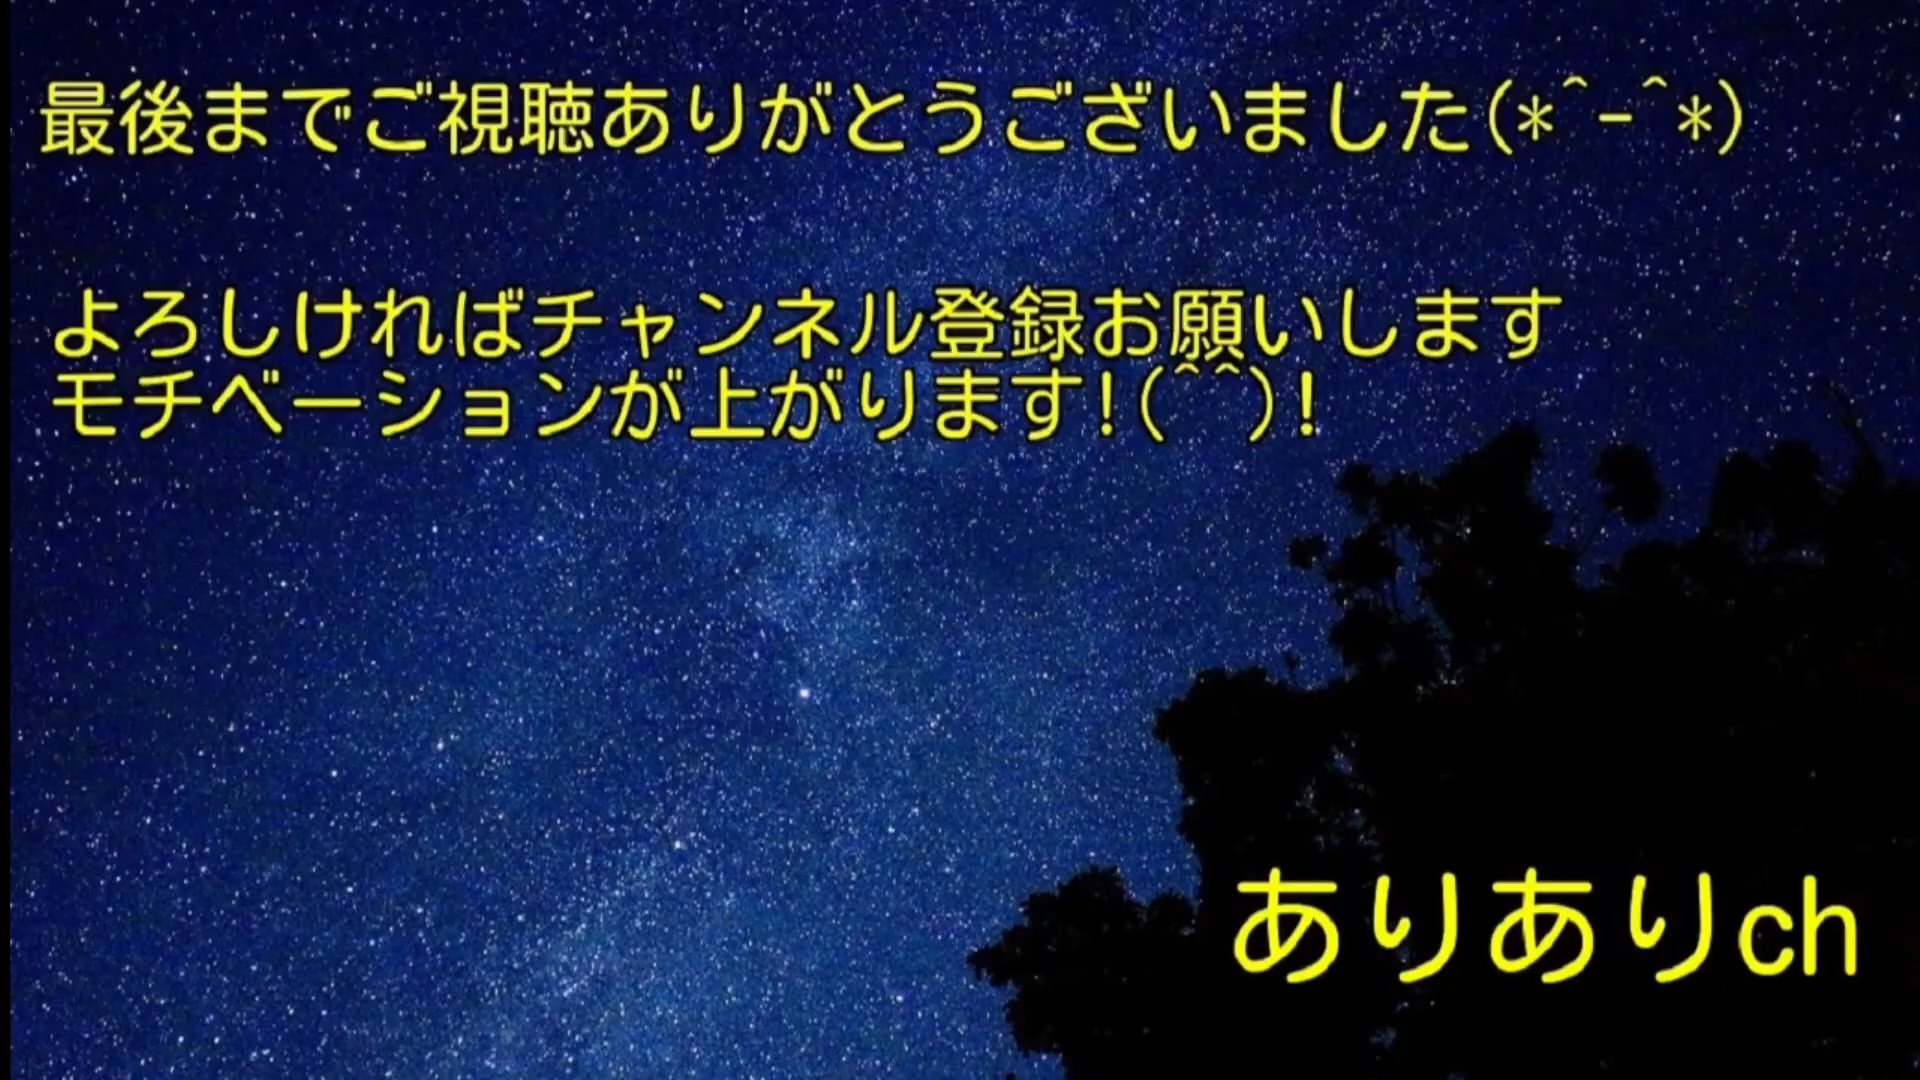 最後までご視聴ありがとうございました(*^-^*)
よろしければチャンネル登録お願いします
モチベーションが上がります!(^^)!
ありありch